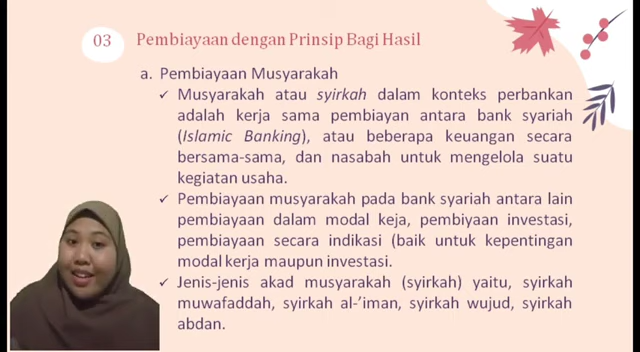 03 Pembiayaan dengan Prinsip Bagi Hasil
a. Pembiayaan Musyarakah
✓ Musyarakah atau syirkah dalam konteks perbankan
adalah kerja sama pembiayan antara bank syariah
(Islamic Banking), atau beberapa keuangan secara
bersama-sama, dan nasabah untuk mengelola suatu
kegiatan usaha.
✓ Pembiayaan musyarakah pada bank syariah antara lain
pembiayaan dalam modal keja, pembiyaan investasi,
pembiayaan secara indikasi (baik untuk kepentingan
modal kerja maupun investasi.
✓ Jenis-jenis akad musyarakah (syirkah) yaitu, syirkah
muwafaddah, syirkah al-’iman, syirkah wujud, syirkah
abdan.